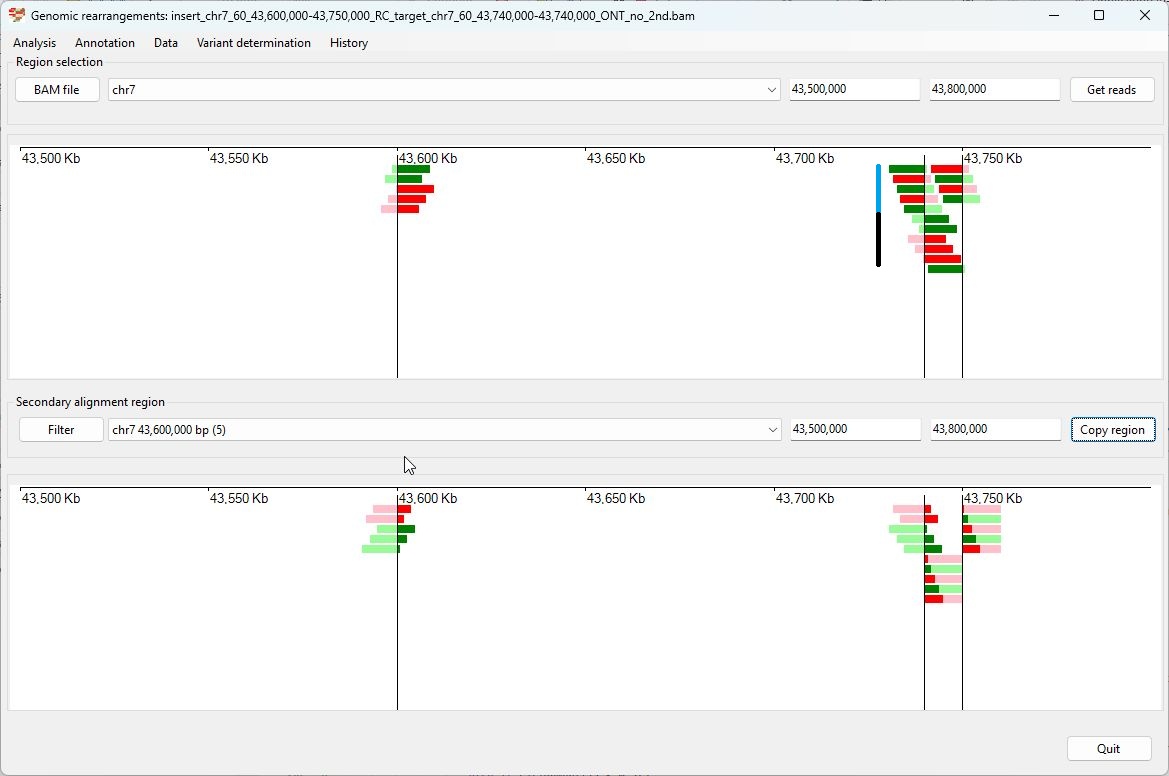 Genomic rearrangements: insert_chr7_60_43,600,000-43,750,000_RC_target_chr7_60_43,740,000-43,740,000_ONT_no_2nd.bam
Analysis Annotation Data Variant determination History
Region selection
BAM file chr7 43,500,000 43,800,000 Get reads
43,500 Kb 43,550 Kb 43,600 Kb 43,650 Kb 43,700 Kb 43,750 Kb
Secondary alignment region
Filter chr7 43,600,000 bp (5) 43,500,000 43,800,000 Copy region
43,500 Kb 43,550 Kb 43,600 Kb 43,650 Kb 43,700 Kb 43,750 Kb
Quit